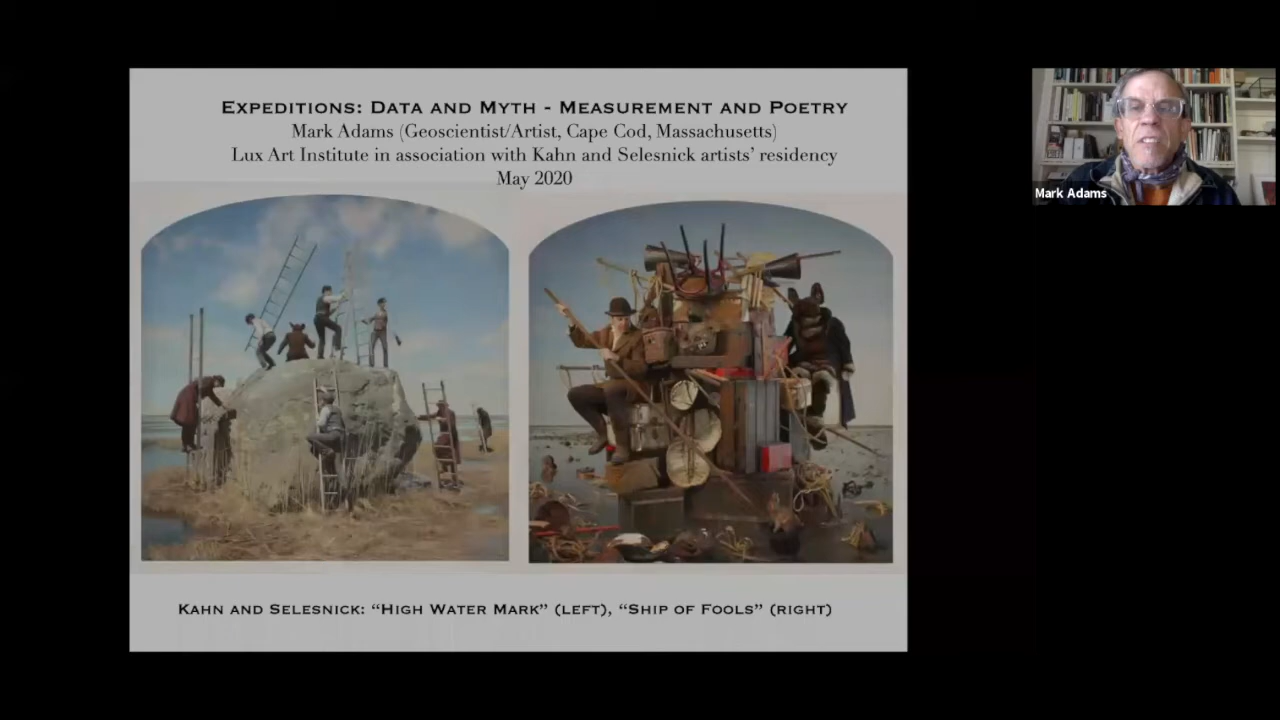 EXPEDITIONS: DATA AND MYTH - MEASUREMENT AND POETRY
Mark Adams (Geoscientist/Artist, Cape Cod, Massachusetts)
Lux Art Institute in association with Kahn and Selesnick artists' residency
May 2020
KAHN AND SELESNICK: “HIGH WATER MARK” (LEFT), “SHIP OF FOOLS” (RIGHT)
Mark Adams